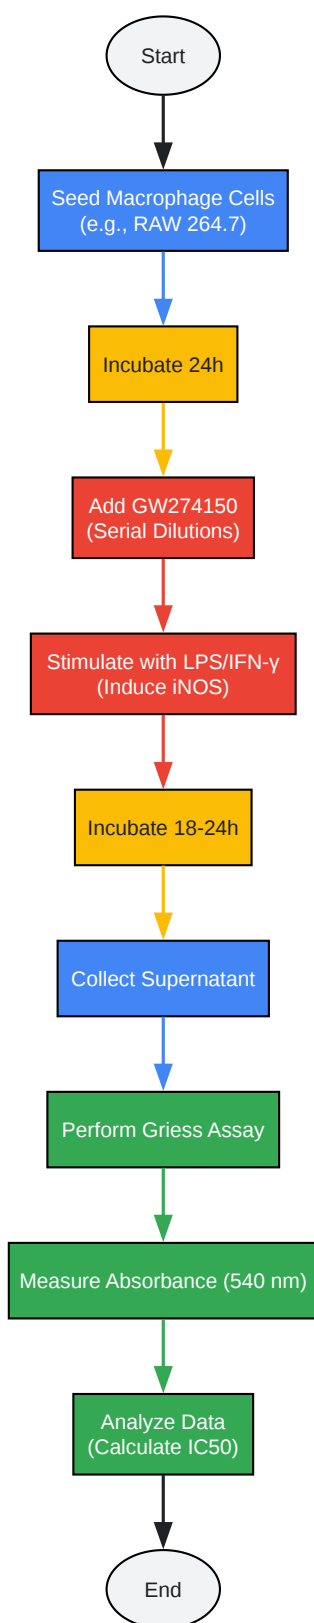 Start
Seed Macrophage Cells
(e.g., RAW 264.7)
Incubate 24h
Add GW274150
(Serial Dilutions)
Stimulate with LPS/IFN-γ
(Induce iNOS)
Incubate 18-24h
Collect Supernatant
Perform Griess Assay
Measure Absorbance (540 nm)
Analyze Data
(Calculate IC50)
End